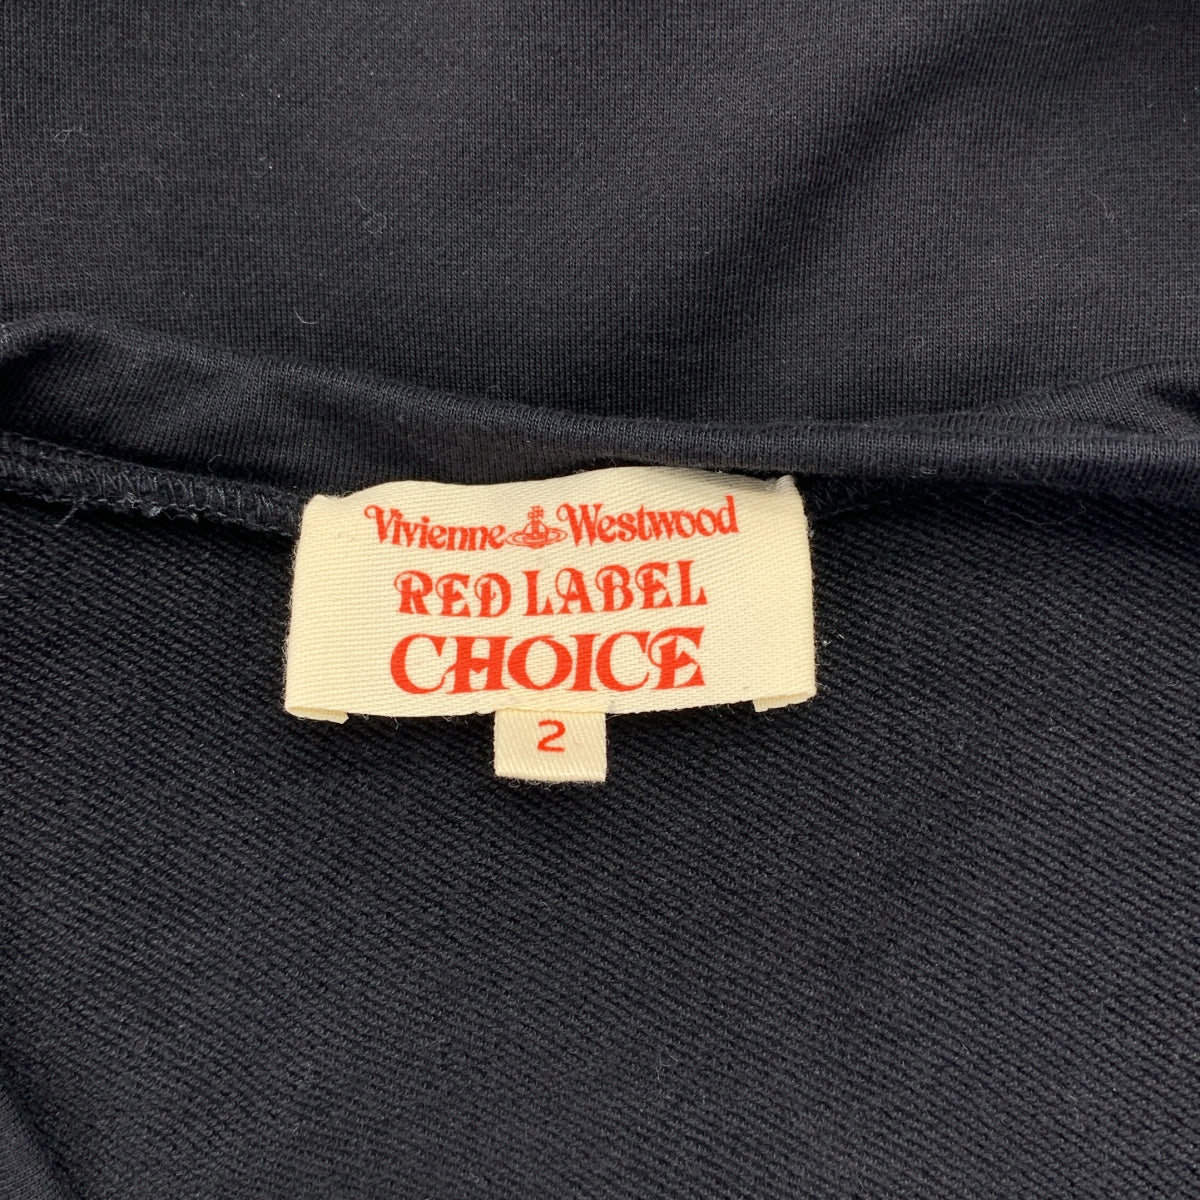 Vivienne Westwood
RED LABEL
CHOICE
2